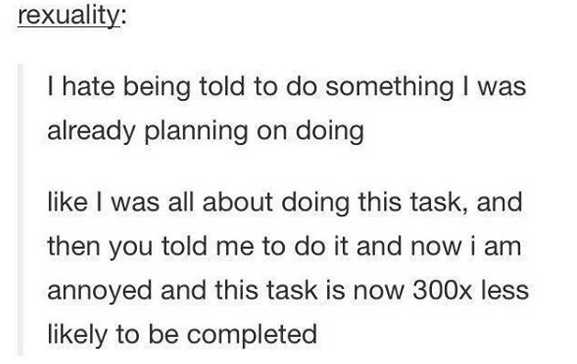 rexuality:
I hate being told to do something I was
already planning on doing
like I was all about doing this task, and
then you told me to do it and now i am
annoyed and this task is now 300x less
likely to be completed